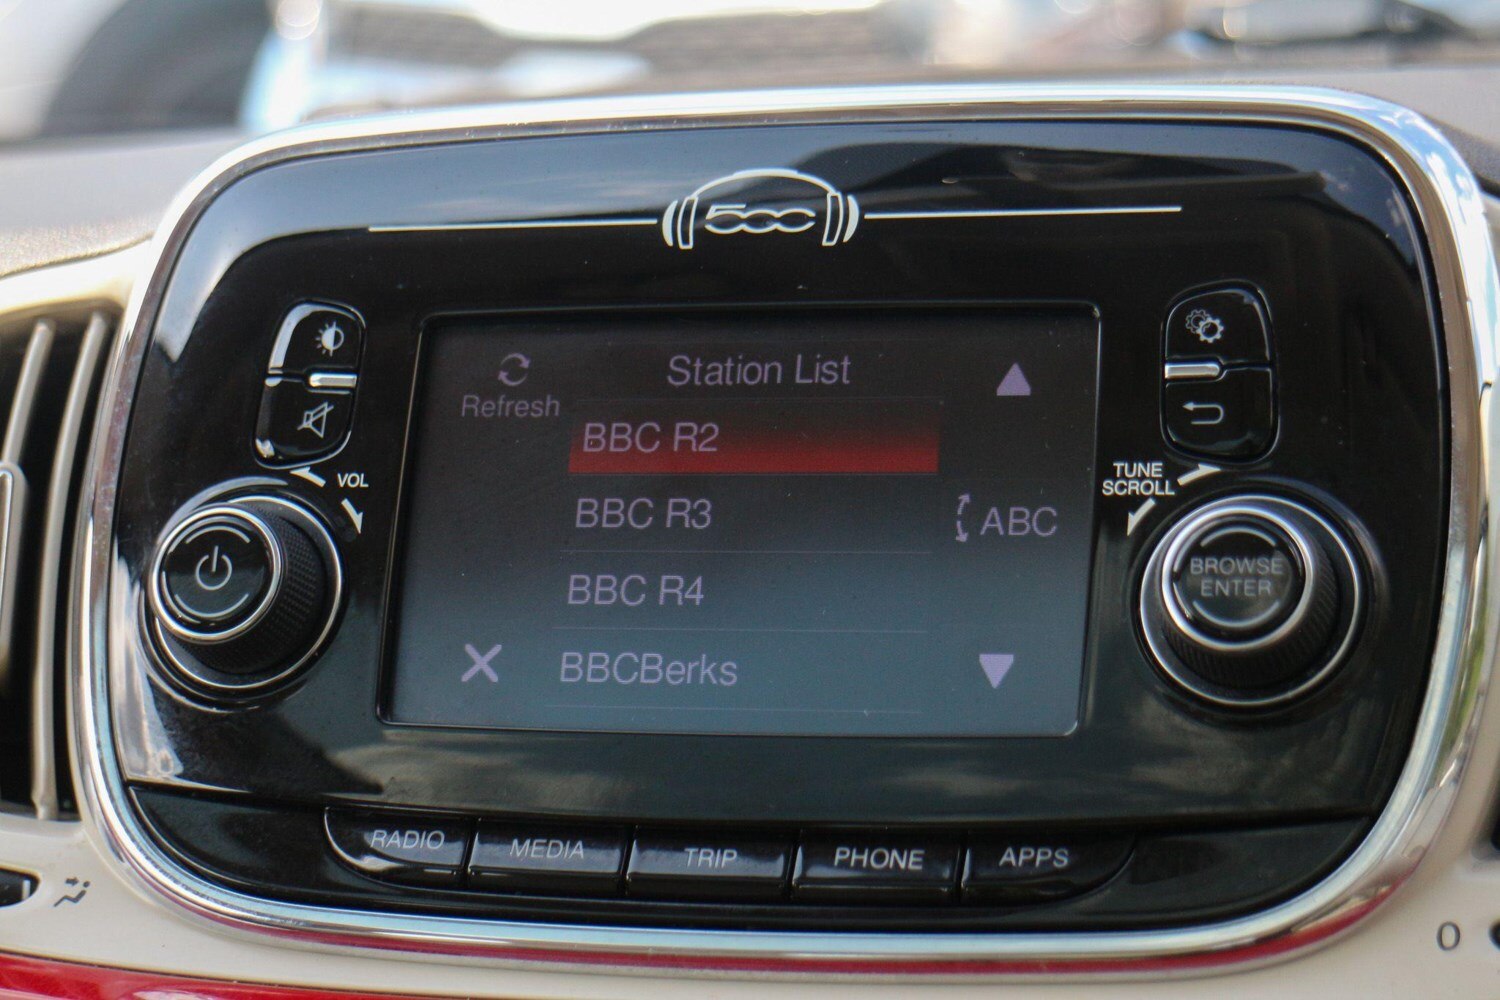 500
Station List
Refresh
BBC R2
BBC R3
BBC R4
BBCBerks
ABC
VOL
TUNE
SCROLL
BROWSE
ENTER
RADIO
MEDIA
TRIP
PHONE
APPS
0